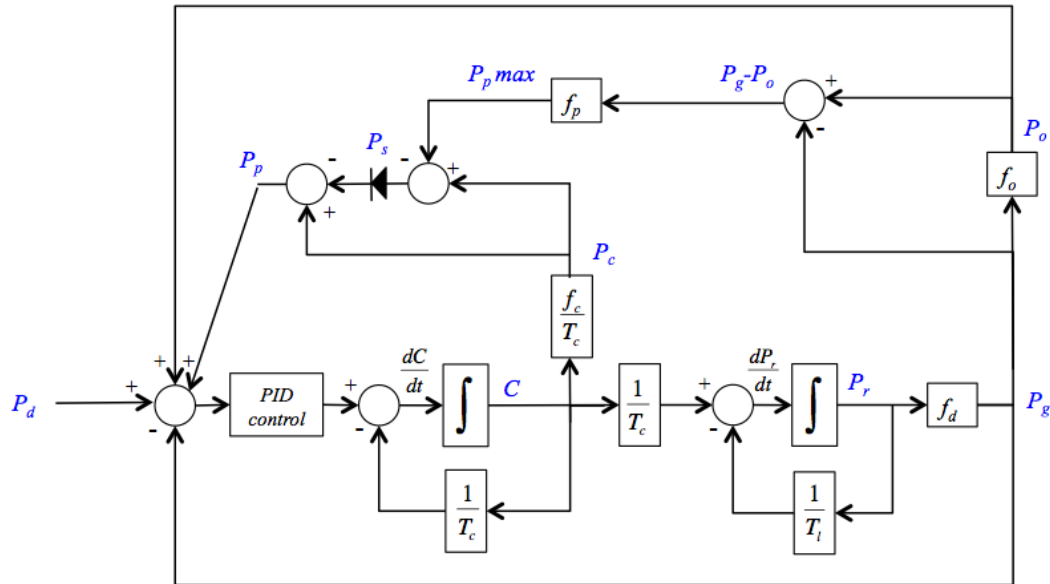 P_p max
P_g-P_o
+
-
f_p
P_o
P_s
-
-
+
P_p
f_o
+
P_c
f_c
T_c
+
+
+
P_d
-
PID
control
+
-
dC
dt
∫
C
1
T_c
+
-
dP_r
dt
∫
P_r
f_d
P_g
1
T_c
1
T_l